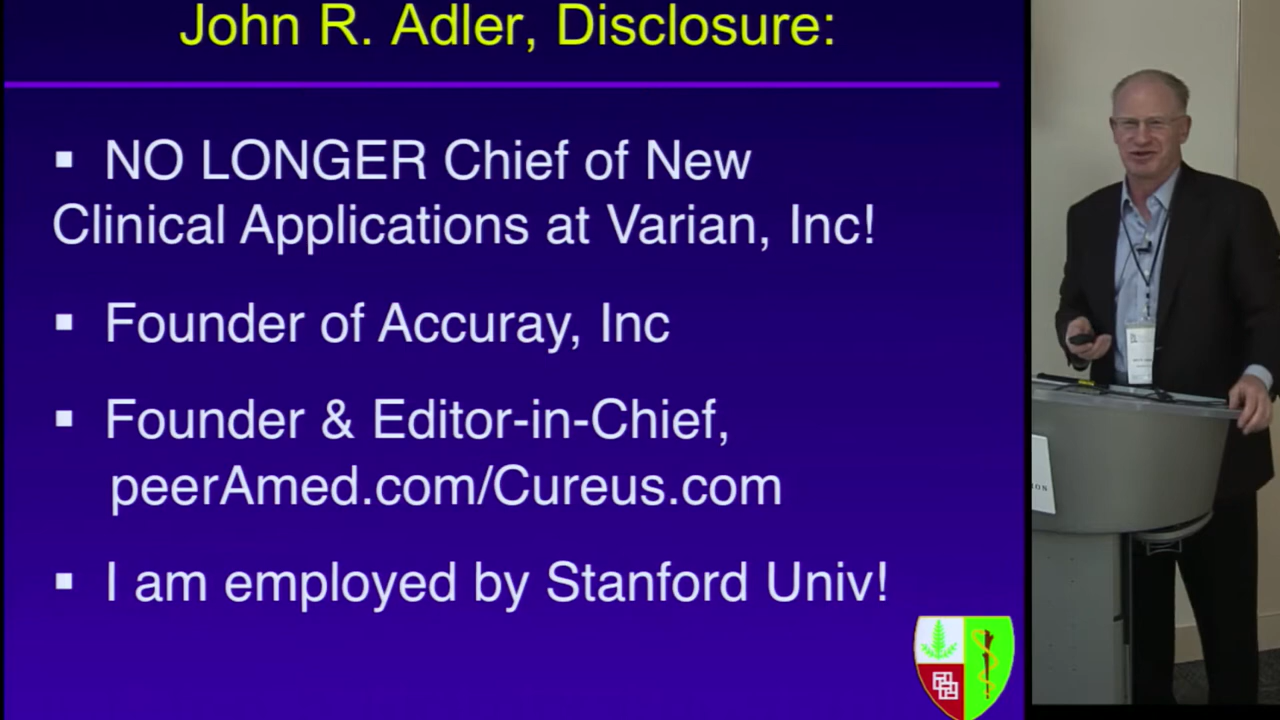 John R. Adler, Disclosure:
▪ NO LONGER Chief of New
Clinical Applications at Varian, Inc!
▪ Founder of Accuray, Inc
▪ Founder & Editor-in-Chief,
peerAmed.com/Cureus.com
▪ I am employed by Stanford Univ!